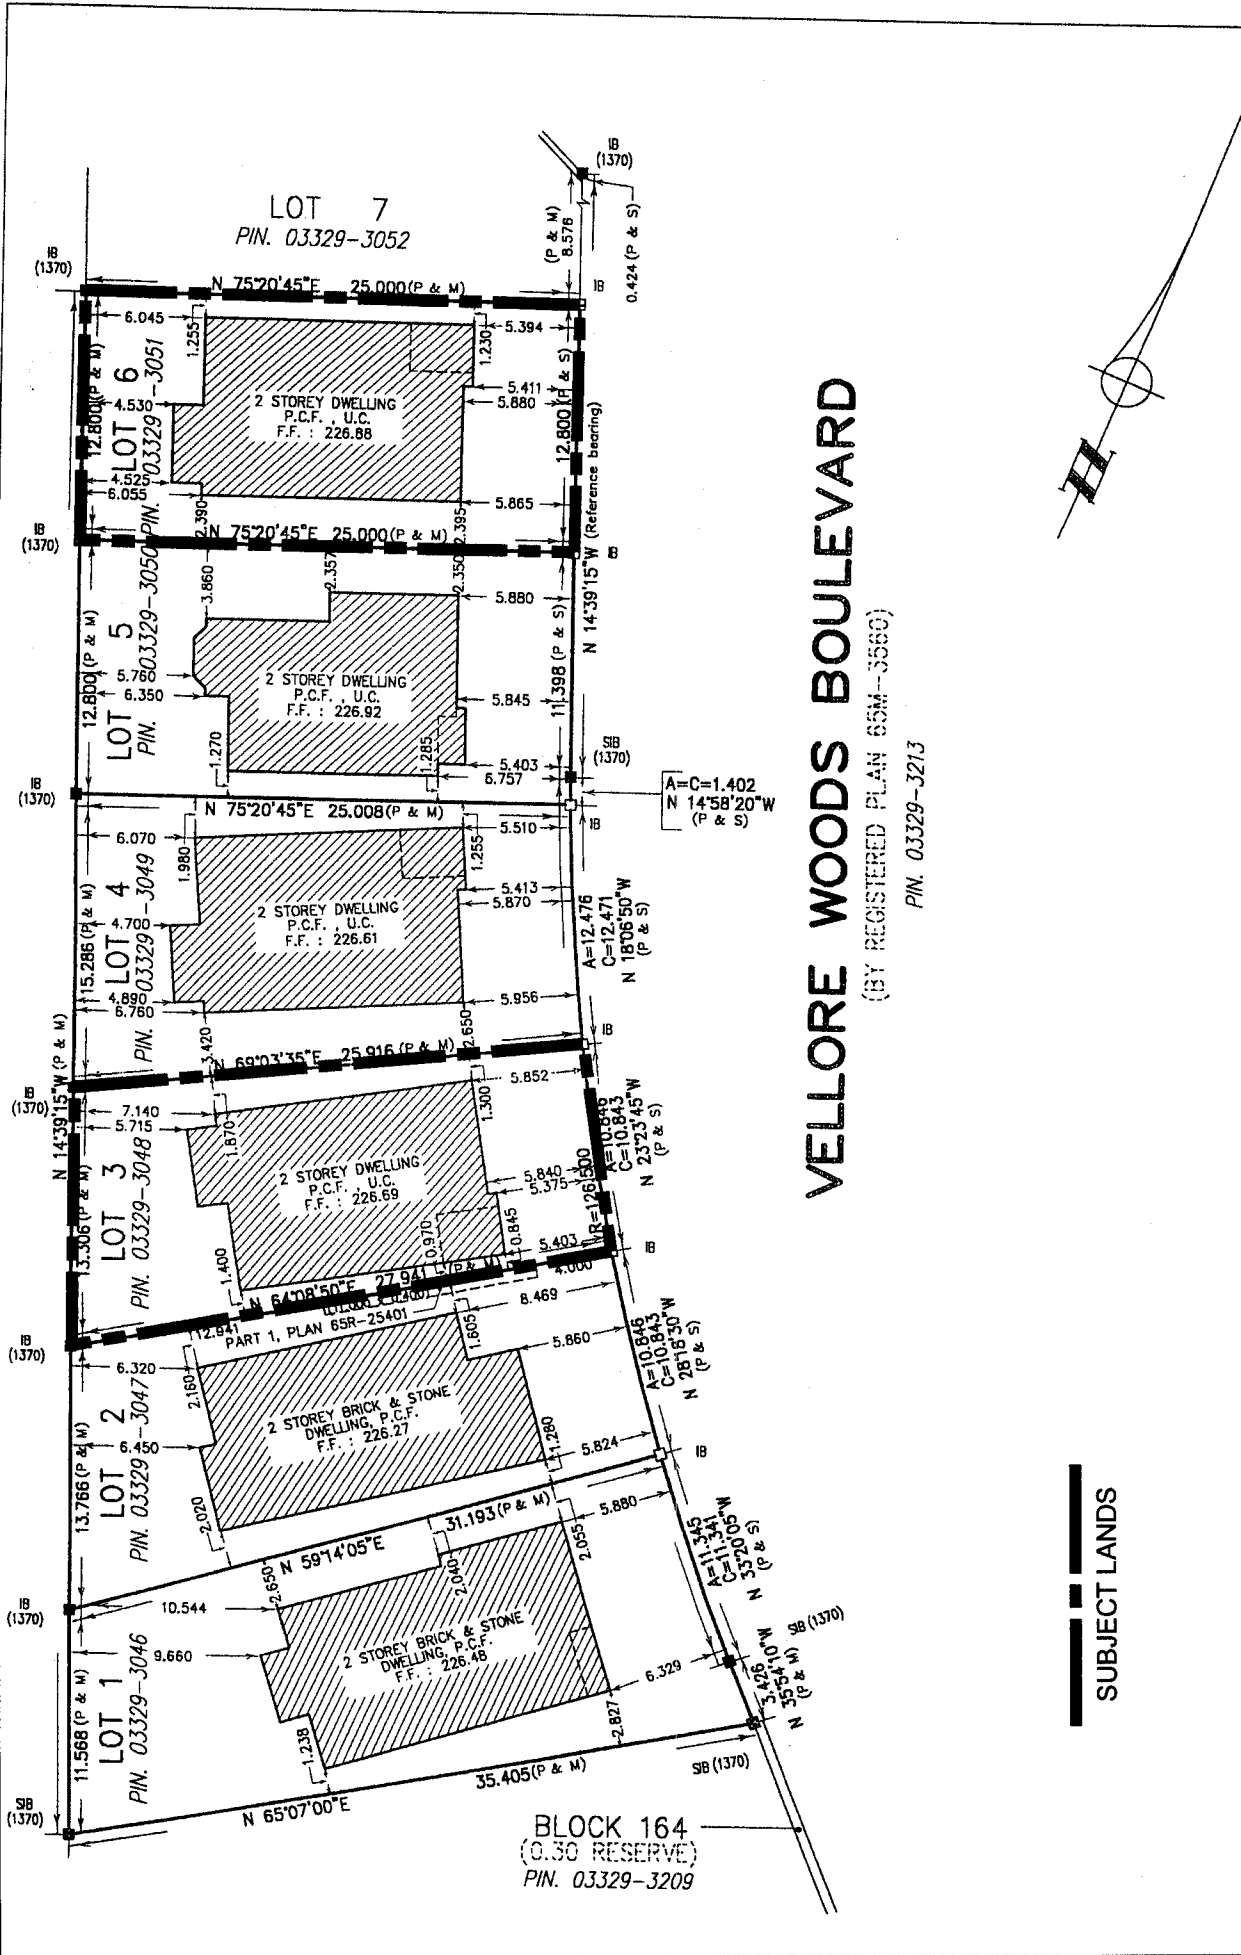 IB
(1370)
LOT 7
PIN. 03329-3052
(P & M)
8.576
0.424 (P & S)
IB
(1370)
N 75°20'45"E 25.000(P & M)
IB
6.045
1.255
1.230
5.394
12.800(P & M)
LOT 6
PIN. 03329-3051
4.530
2 STOREY DWELLING
P.C.F. , U.C.
F.F. : 226.88
5.411
5.880
12.800 (P & S)
4.525
6.055
2.390
2.395
5.865
IB
(1370)
N 75°20'45"E 25.000(P & M)
IB
N 14°39'15"W (Reference bearing)
3.860
2.357
2.350
5.880
12.800(P & M)
LOT 5
PIN. 03329-3050
5.760
6.350
2 STOREY DWELLING
P.C.F. , U.C.
F.F. : 226.92
5.845
11.398 (P & S)
1.270
1.285
5.403
6.757
SIB
(1370)
IB
(1370)
N 75°20'45"E 25.008(P & M)
IB
A=C=1.402
N 14°58'20"W
(P & S)
6.070
1.980
1.255
5.510
15.286 (P & M)
LOT 4
PIN. 03329-3049
4.700
2 STOREY DWELLING
P.C.F. , U.C.
F.F. : 226.61
5.413
5.870
A=12.476
C=12.471
N 18°06'50"W
(P & S)
4.890
6.760
3.420
2.650
5.956
IB
N 14°39'15"W (P & M)
N 69°03'35"E 25.916(P & M)
IB
(1370)
7.140
5.715
1.870
1.300
5.852
13.306 (P & M)
LOT 3
PIN. 03329-3048
2 STOREY DWELLING
P.C.F. , U.C.
F.F. : 226.69
5.840
5.375
R=126.500
A=10.846
C=10.843
N 23°23'45"W
(P & S)
1.400
0.970
0.845
5.403
IB
N 64°08'50"E 27.941 (P & M)
4.000
12.941
PART 1, PLAN 65R-25401
8.469
IB
(1370)
6.320
2.160
1.605
5.860
A=10.846
C=10.843
N 28°18'30"W
(P & S)
13.766 (P & M)
LOT 2
PIN. 03329-3047
6.450
2 STOREY BRICK & STONE
DWELLING, P.C.F.
F.F. : 226.27
2.020
1.280
5.824
IB
N 59°14'05"E 31.193(P & M)
IB
(1370)
10.544
2.650
2.040
2.055
5.880
A=11.345
C=11.341
N 33°20'05"W
(P & S)
11.568 (P & M)
LOT 1
PIN. 03329-3046
9.660
2 STOREY BRICK & STONE
DWELLING, P.C.F.
F.F. : 226.48
6.329
SIB (1370)
3.426
N 35°54'10"W
(P & M)
1.238
2.827
SIB
(1370)
N 65°07'00"E 35.405(P & M)
SIB (1370)
BLOCK 164
(0.30 RESERVE)
PIN. 03329-3209
VELLORE WOODS BOULEVARD
(BY REGISTERED PLAN 65M-3560)
PIN. 03329-3213
SUBJECT LANDS